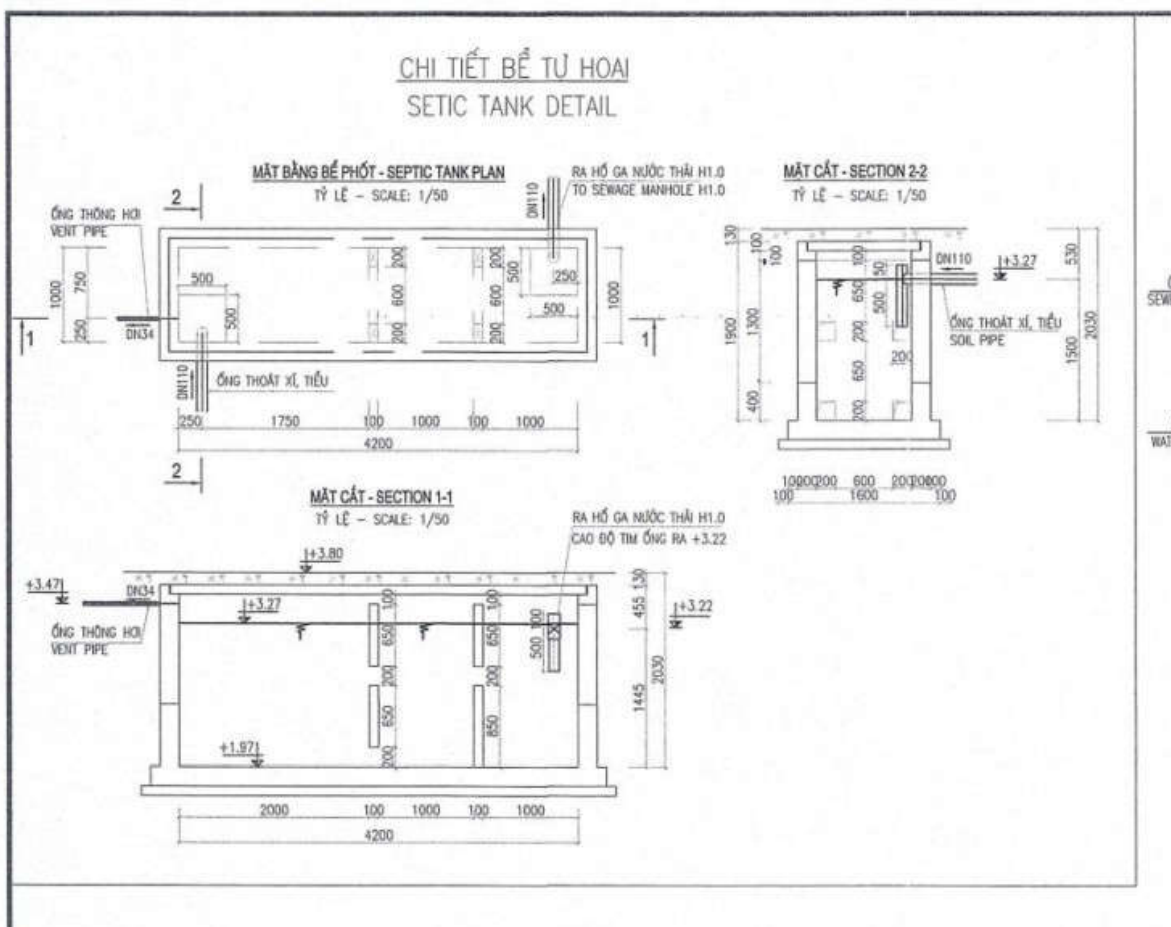 CHI TIẾT BỂ TỰ HOẠI
SETIC TANK DETAIL
MẶT BẰNG BỂ PHỐT - SEPTIC TANK PLAN
TỶ LỆ - SCALE: 1/50
2
ỐNG THÔNG HƠI
VENT PIPE
DN34
1000
750
250
1
500
500
DN110
ỐNG THOÁT XÍ, TIỂU
200
600
200
200
600
200
DN110
RA HỐ GA NƯỚC THẢI H1.0
TO SEWAGE MANHOLE H1.0
500
250
500
1000
1
250 1750 100 1000 100 1000
4200
2
MẶT CẮT - SECTION 2-2
TỶ LỆ - SCALE: 1/50
130
100
100
1900
1300
400
100
650
200
650
200
50
500
200
DN110
+3.27
ỐNG THOÁT XÍ, TIỂU
SOIL PIPE
530
1500
2030
600
100 1600 100
MẶT CẮT - SECTION 1-1
TỶ LỆ - SCALE: 1/50
RA HỐ GA NƯỚC THẢI H1.0
CAO ĐỘ TIM ỐNG RA +3.22
+3.80
+3.47
DN34
ỐNG THÔNG HƠI
VENT PIPE
+3.27
+1.971
100
650
200
650
200
100
650
200
850
100
500
+3.22
130
455
1445
2030
2000 100 1000 100 1000
4200